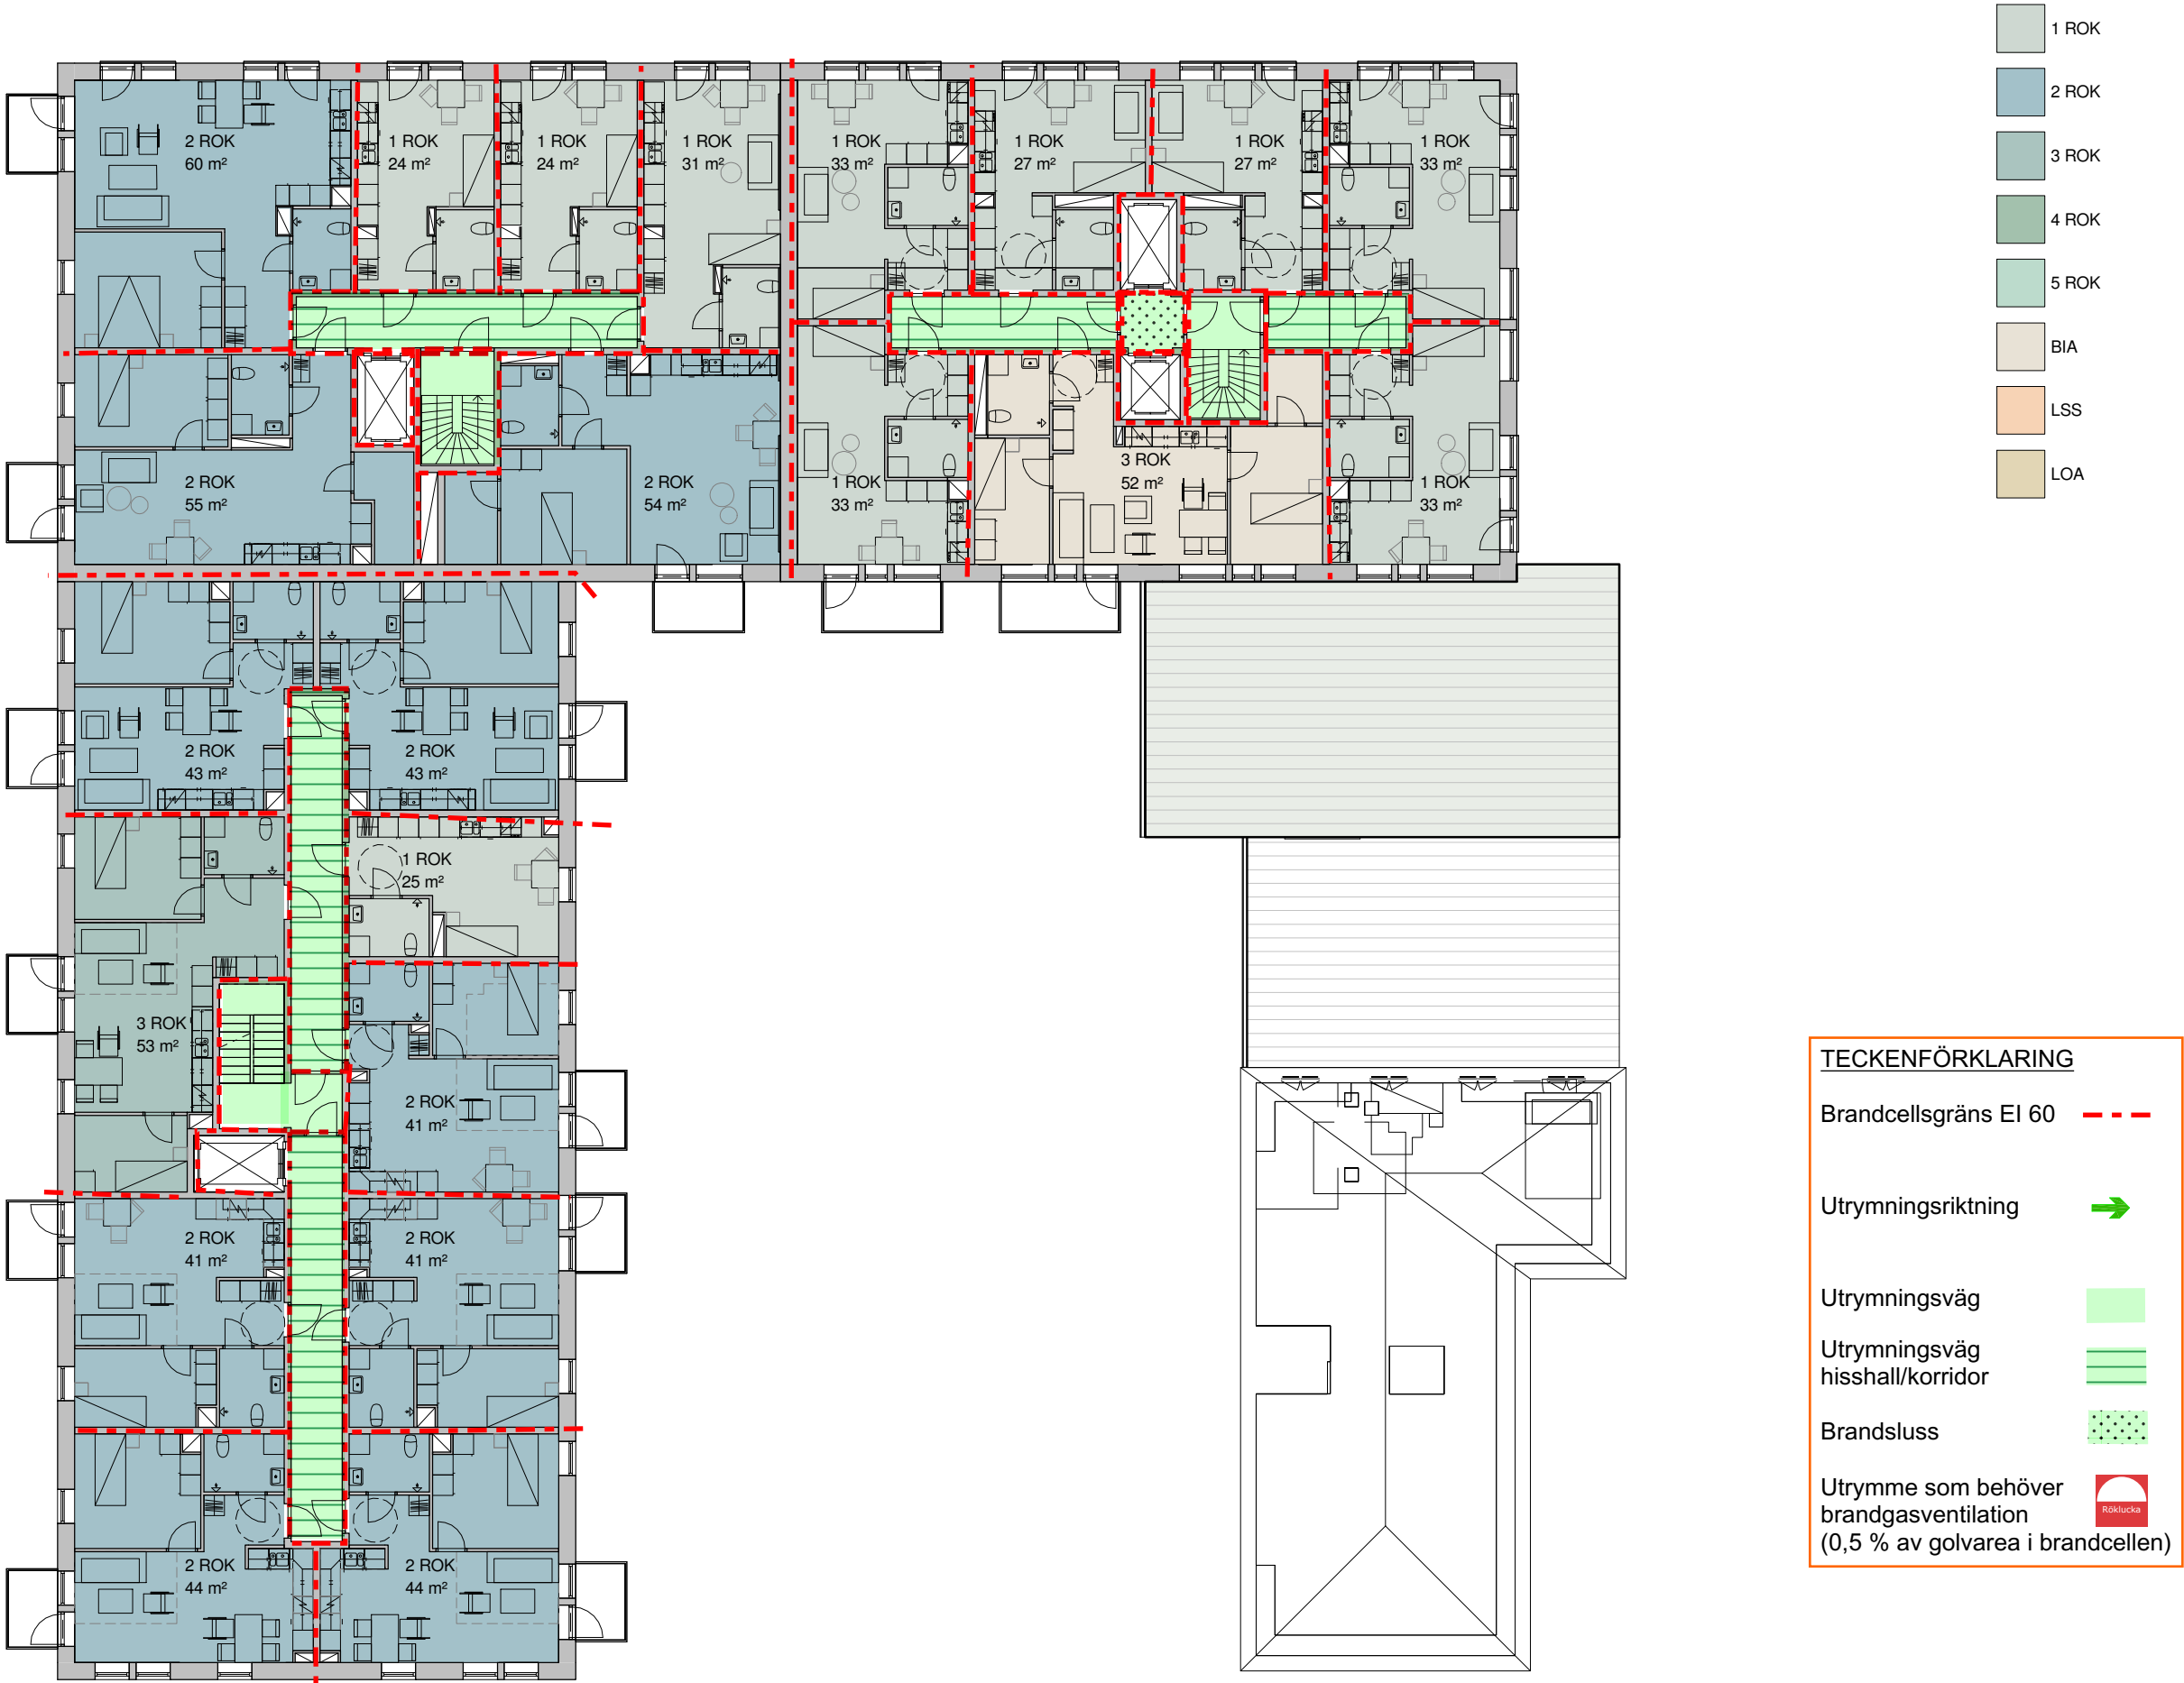 1 ROK
2 ROK
3 ROK
4 ROK
5 ROK
BIA
LSS
LOA
2 ROK
60 m²
1 ROK
24 m²
1 ROK
24 m²
1 ROK
31 m²
1 ROK
33 m²
1 ROK
27 m²
1 ROK
27 m²
1 ROK
33 m²
2 ROK
55 m²
2 ROK
54 m²
1 ROK
33 m²
3 ROK
52 m²
1 ROK
33 m²
2 ROK
43 m²
2 ROK
43 m²
1 ROK
25 m²
3 ROK
53 m²
2 ROK
41 m²
2 ROK
41 m²
2 ROK
41 m²
2 ROK
44 m²
2 ROK
44 m²
TECKENFÖRKLARING
Brandcellsgräns EI 60
Utrymningsriktning
Utrymningsväg
Utrymningsväg
hisshall/korridor
Brandsluss
Utrymme som behöver
brandgasventilation
(0,5 % av golvarea i brandcellen)
Röklucka